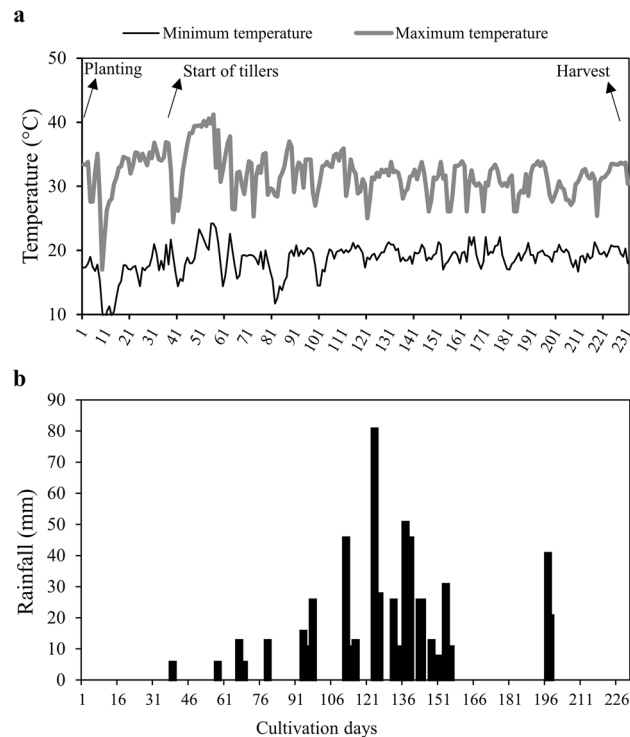 a
Minimum temperature Maximum temperature
Planting Start of tillers Harvest
Temperature (°C)
50
40
30
20
10
1 11 21 31 41 51 61 71 81 91 101 111 121 131 141 151 161 171 181 191 201 211 221 231
b
Rainfall (mm)
90
80
70
60
50
40
30
20
10
0
1 16 31 46 61 76 91 106 121 136 151 166 181 196 211 226
Cultivation days